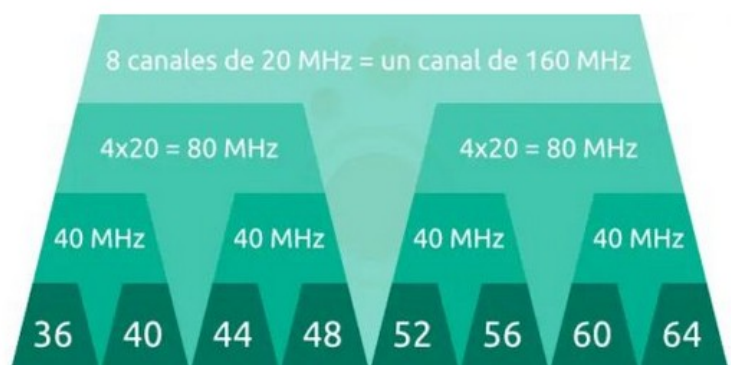 8 canales de 20 MHz = un canal de 160 MHz
4x20 = 80 MHz 4x20 = 80 MHz
40 MHz 40 MHz 40 MHz 40 MHz
36 40 44 48 52 56 60 64